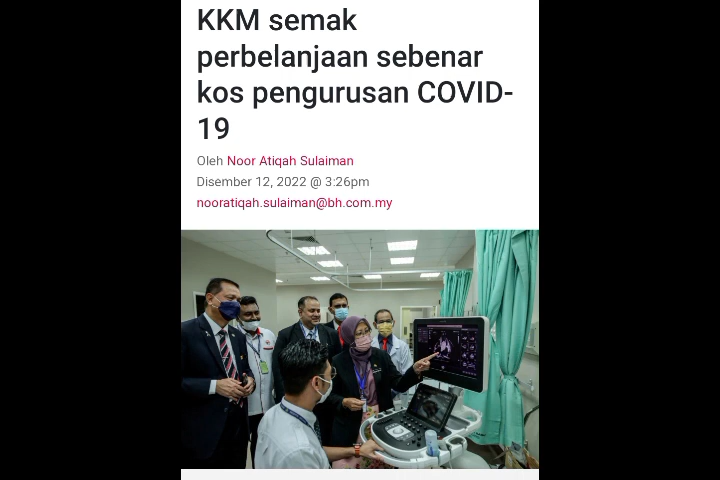 KKM semak
perbelanjaan sebenar
kos pengurusan COVID-
19
Oleh Noor Atiqah Sulaiman
Disember 12, 2022 @ 3:26pm
nooratiqah.sulaiman@bh.com.my